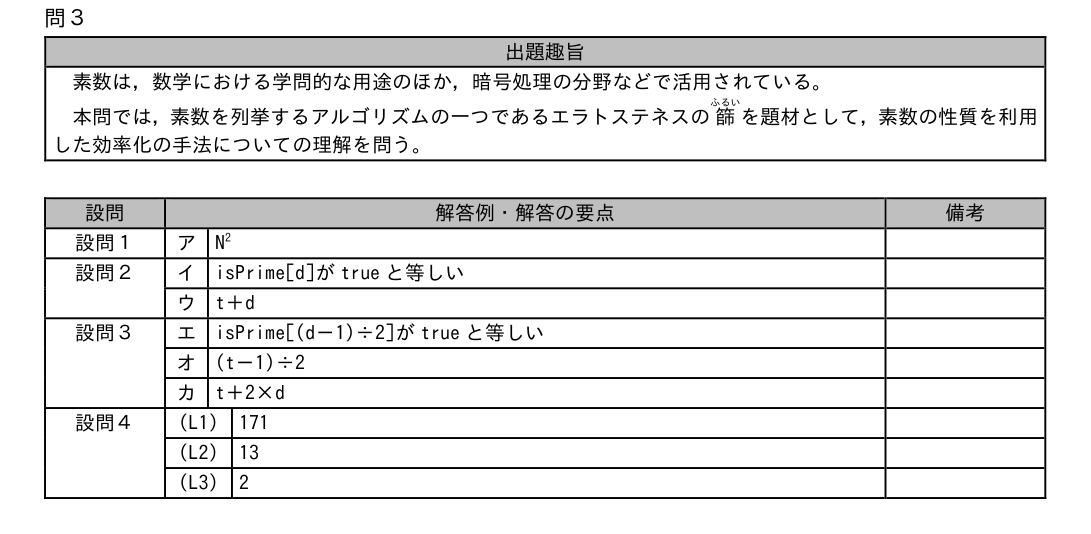 問３
出題趣旨
素数は，数学における学問的な用途のほか，暗号処理の分野などで活用されている。
ふるい
本問では，素数を列挙するアルゴリズムの一つであるエラトステネスの篩を題材として，素数の性質を利用
した効率化の手法についての理解を問う。
設問 解答例・解答の要点 備考
設問１ ア N²
設問２ イ isPrime[d]が true と等しい
ウ t＋d
設問３ エ isPrime[(d－1)÷2]が true と等しい
オ (t－1)÷2
カ t＋2×d
設問４ (L1) 171
(L2) 13
(L3) 2